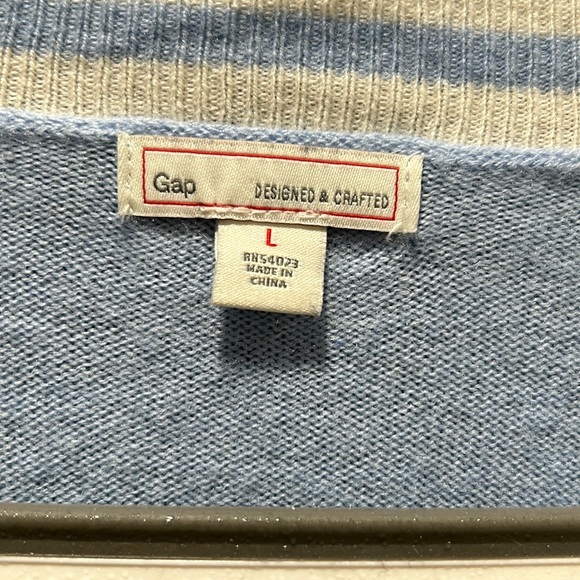 Gap DESIGNED & CRAFTED
L
RN54023
MADE IN
CHINA